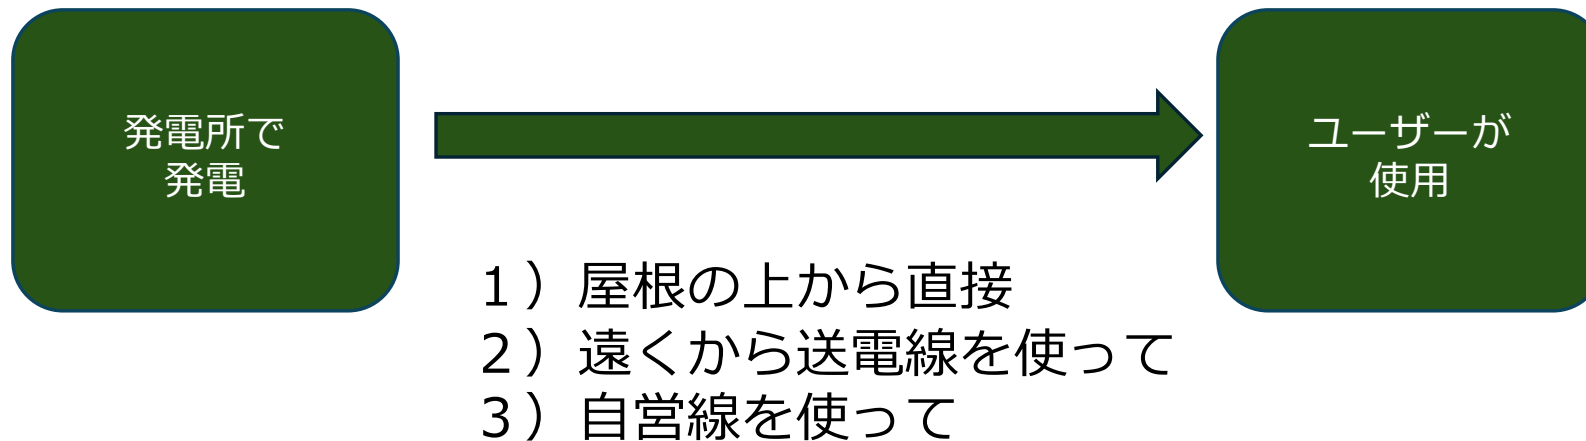 発電所で
発電
ユーザーが
使用
１）屋根の上から直接
２）遠くから送電線を使って
３）自営線を使って